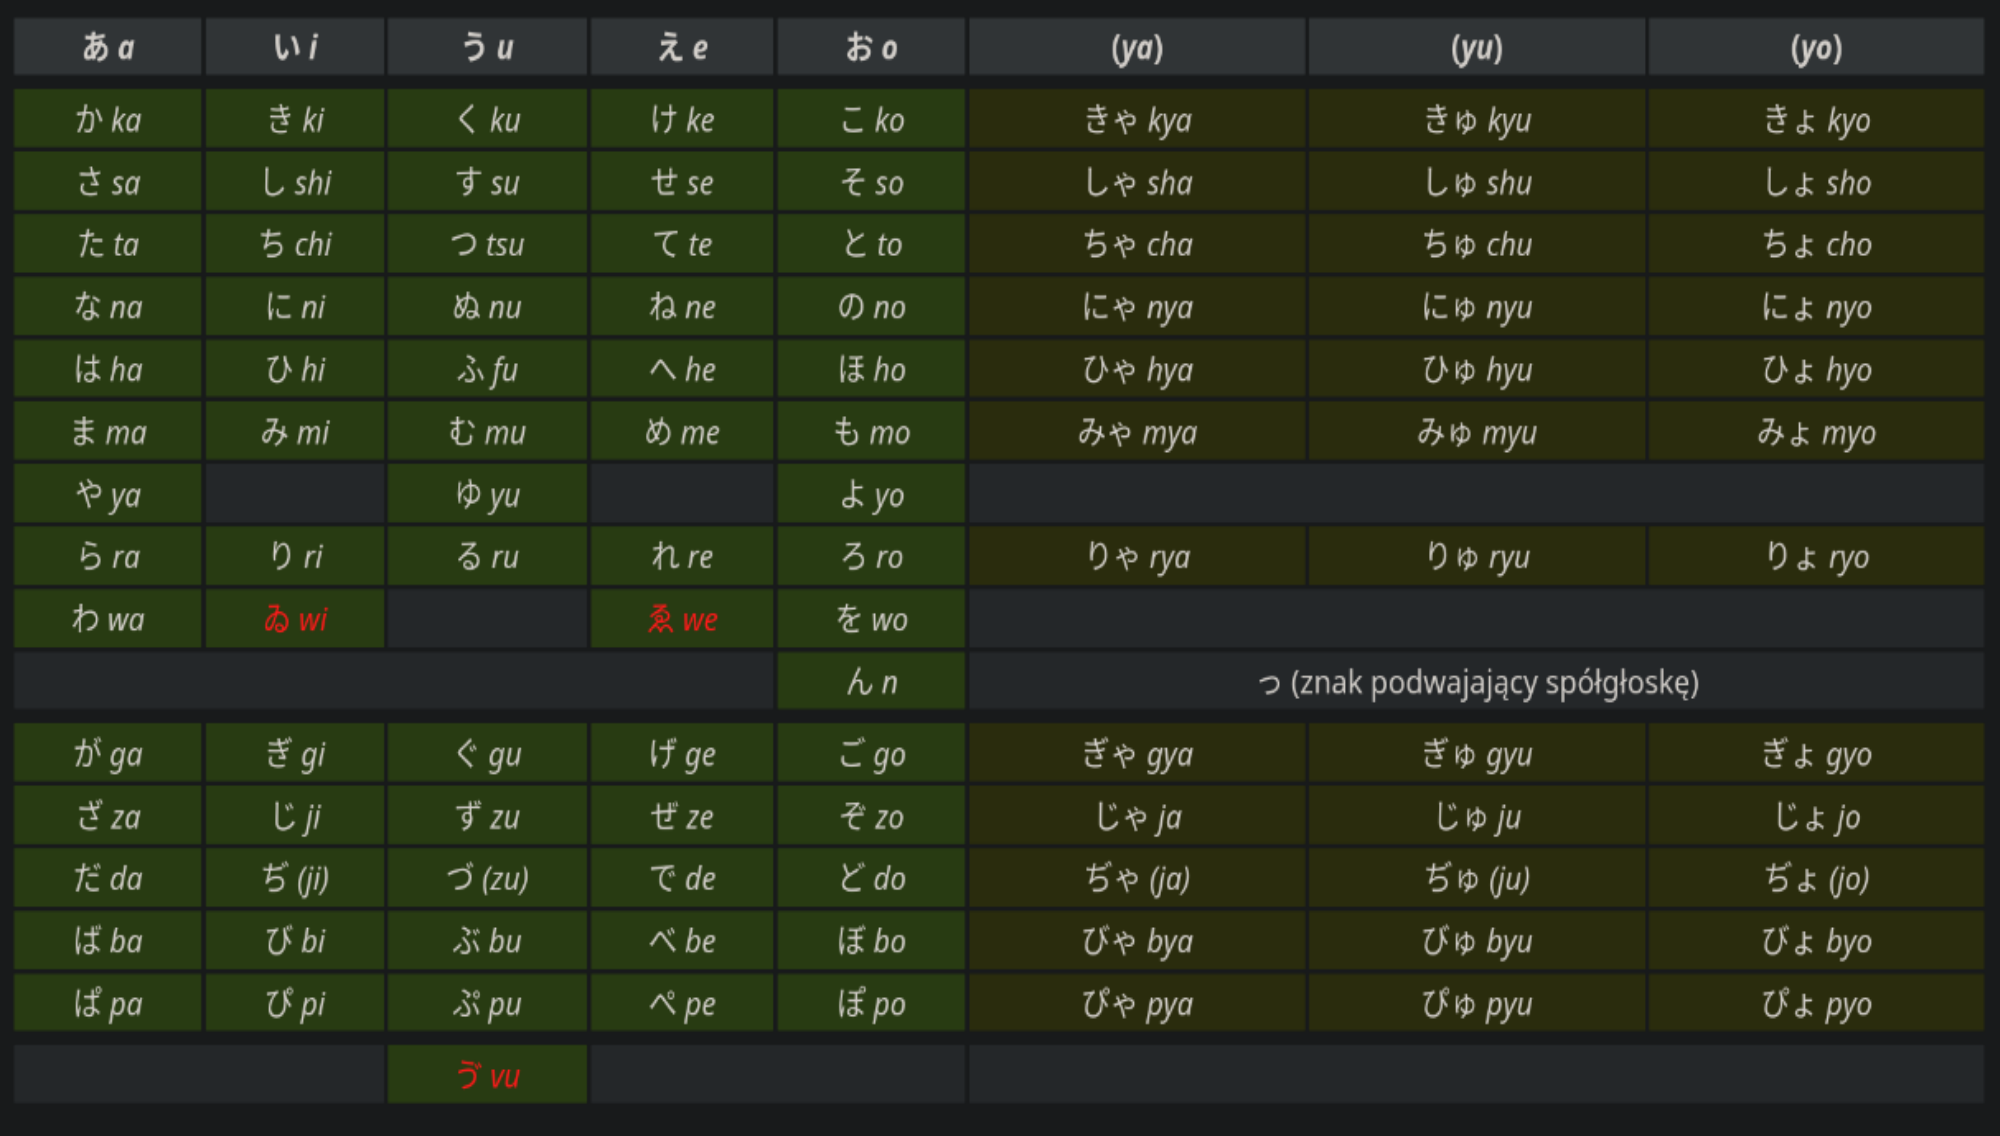 あ a い i う u え e お o (ya) (yu) (yo)
か ka き ki く ku け ke こ ko きゃ kya きゅ kyu きょ kyo
さ sa し shi す su せ se そ so しゃ sha しゅ shu しょ sho
た ta ち chi つ tsu て te と to ちゃ cha ちゅ chu ちょ cho
な na に ni ぬ nu ね ne の no にゃ nya にゅ nyu にょ nyo
は ha ひ hi ふ fu へ he ほ ho ひゃ hya ひゅ hyu ひょ hyo
ま ma み mi む mu め me も mo みゃ mya みゅ myu みょ myo
や ya ゆ yu よ yo
ら ra り ri る ru れ re ろ ro りゃ rya りゅ ryu りょ ryo
わ wa ゐ wi ゑ we を wo
ん n っ (znak podwajający spółgłoskę)
が ga ぎ gi ぐ gu げ ge ご go ぎゃ gya ぎゅ gyu ぎょ gyo
ざ za じ ji ず zu ぜ ze ぞ zo じゃ ja じゅ ju じょ jo
だ da ぢ (ji) づ (zu) で de ど do ぢゃ (ja) ぢゅ (ju) ぢょ (jo)
ば ba び bi ぶ bu べ be ぼ bo びゃ bya びゅ byu びょ byo
ぱ pa ぴ pi ぷ pu ぺ pe ぽ po ぴゃ pya ぴゅ pyu ぴょ pyo
ゔ vu